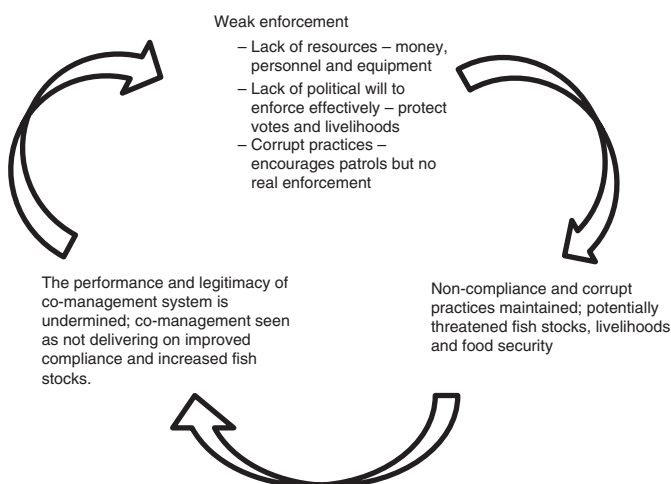 Weak enforcement
– Lack of resources – money,
personnel and equipment
– Lack of political will to
enforce effectively – protect
votes and livelihoods
– Corrupt practices –
encourages patrols but no
real enforcement
Non-compliance and corrupt
practices maintained; potentially
threatened fish stocks, livelihoods
and food security
The performance and legitimacy of
co-management system is
undermined; co-management seen
as not delivering on improved
compliance and increased fish
stocks.